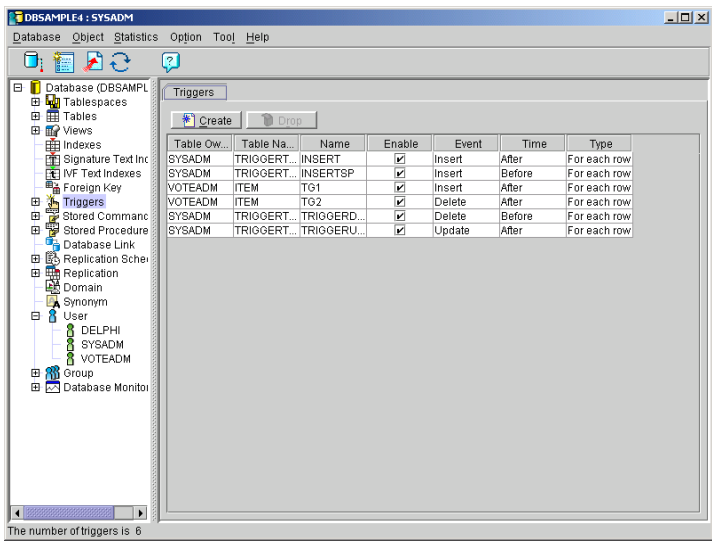 DBSAMPLE4 : SYSADM
Database Object Statistics Option Tool Help
Database (DBSAMPL
Tablespaces
Tables
Views
Indexes
Signature Text Inc
IVF Text Indexes
Foreign Key
Triggers
Stored Commanc
Stored Procedure
Database Link
Replication Sche
Replication
Domain
Synonym
User
DELPHI
SYSADM
VOTEADM
Group
Database Monitor
Triggers
Create Drop
Table Ow... Table Na... Name Enable Event Time Type
SYSADM TRIGGERT... INSERT Insert After For each row
SYSADM TRIGGERT... INSERTSP Insert Before For each row
VOTEADM ITEM TG1 Insert After For each row
VOTEADM ITEM TG2 Delete After For each row
SYSADM TRIGGERT... TRIGGERD... Delete Before For each row
SYSADM TRIGGERT... TRIGGERU... Update After For each row
The number of triggers is 6